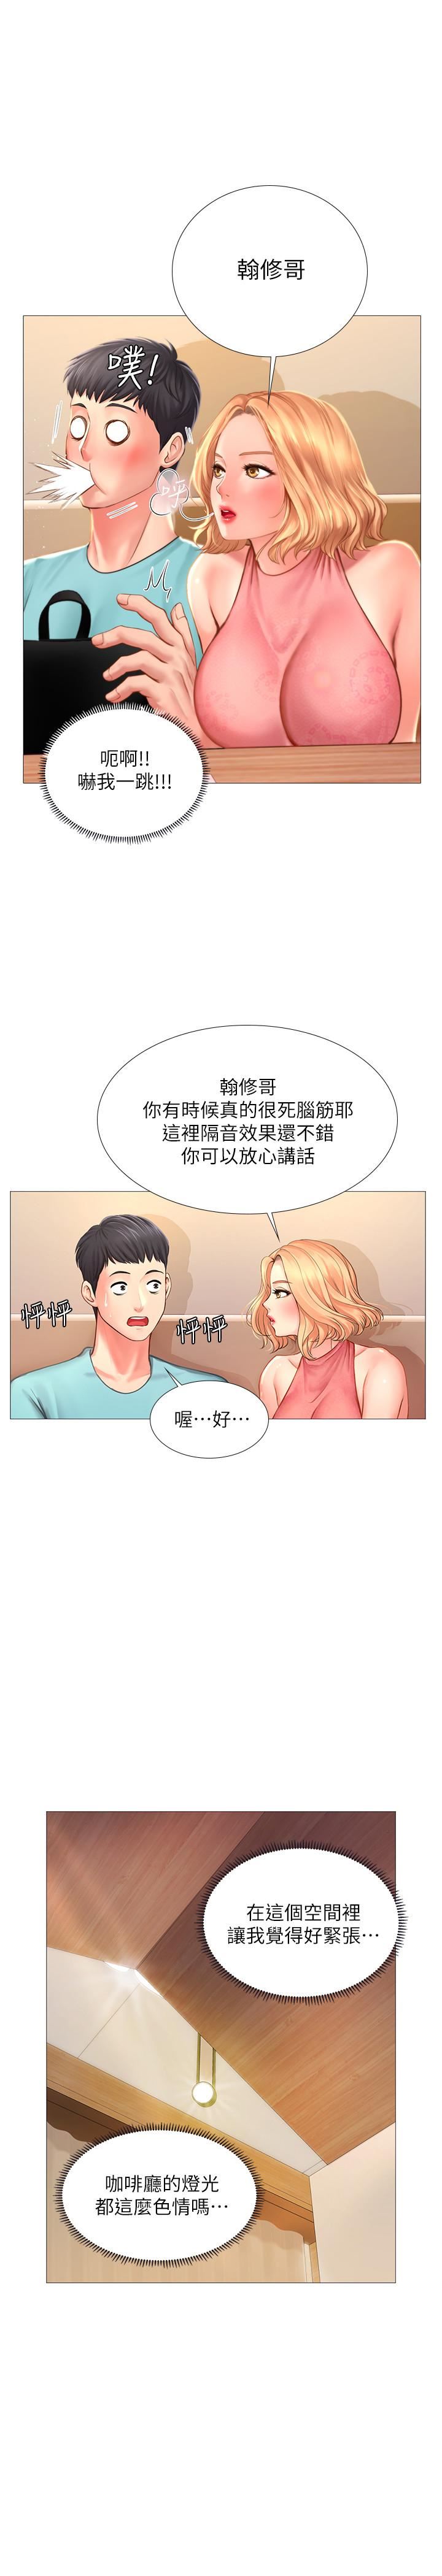 翰修哥
噗!
呼
呃啊!!
嚇我一跳!!!
翰修哥
你有時候真的很死腦筋耶
這裡隔音效果還不錯
你可以放心講話
怦怦
怦怦
喔…好…
在這個空間裡
讓我覺得好緊張…
咖啡廳的燈光
都這麼色情嗎…